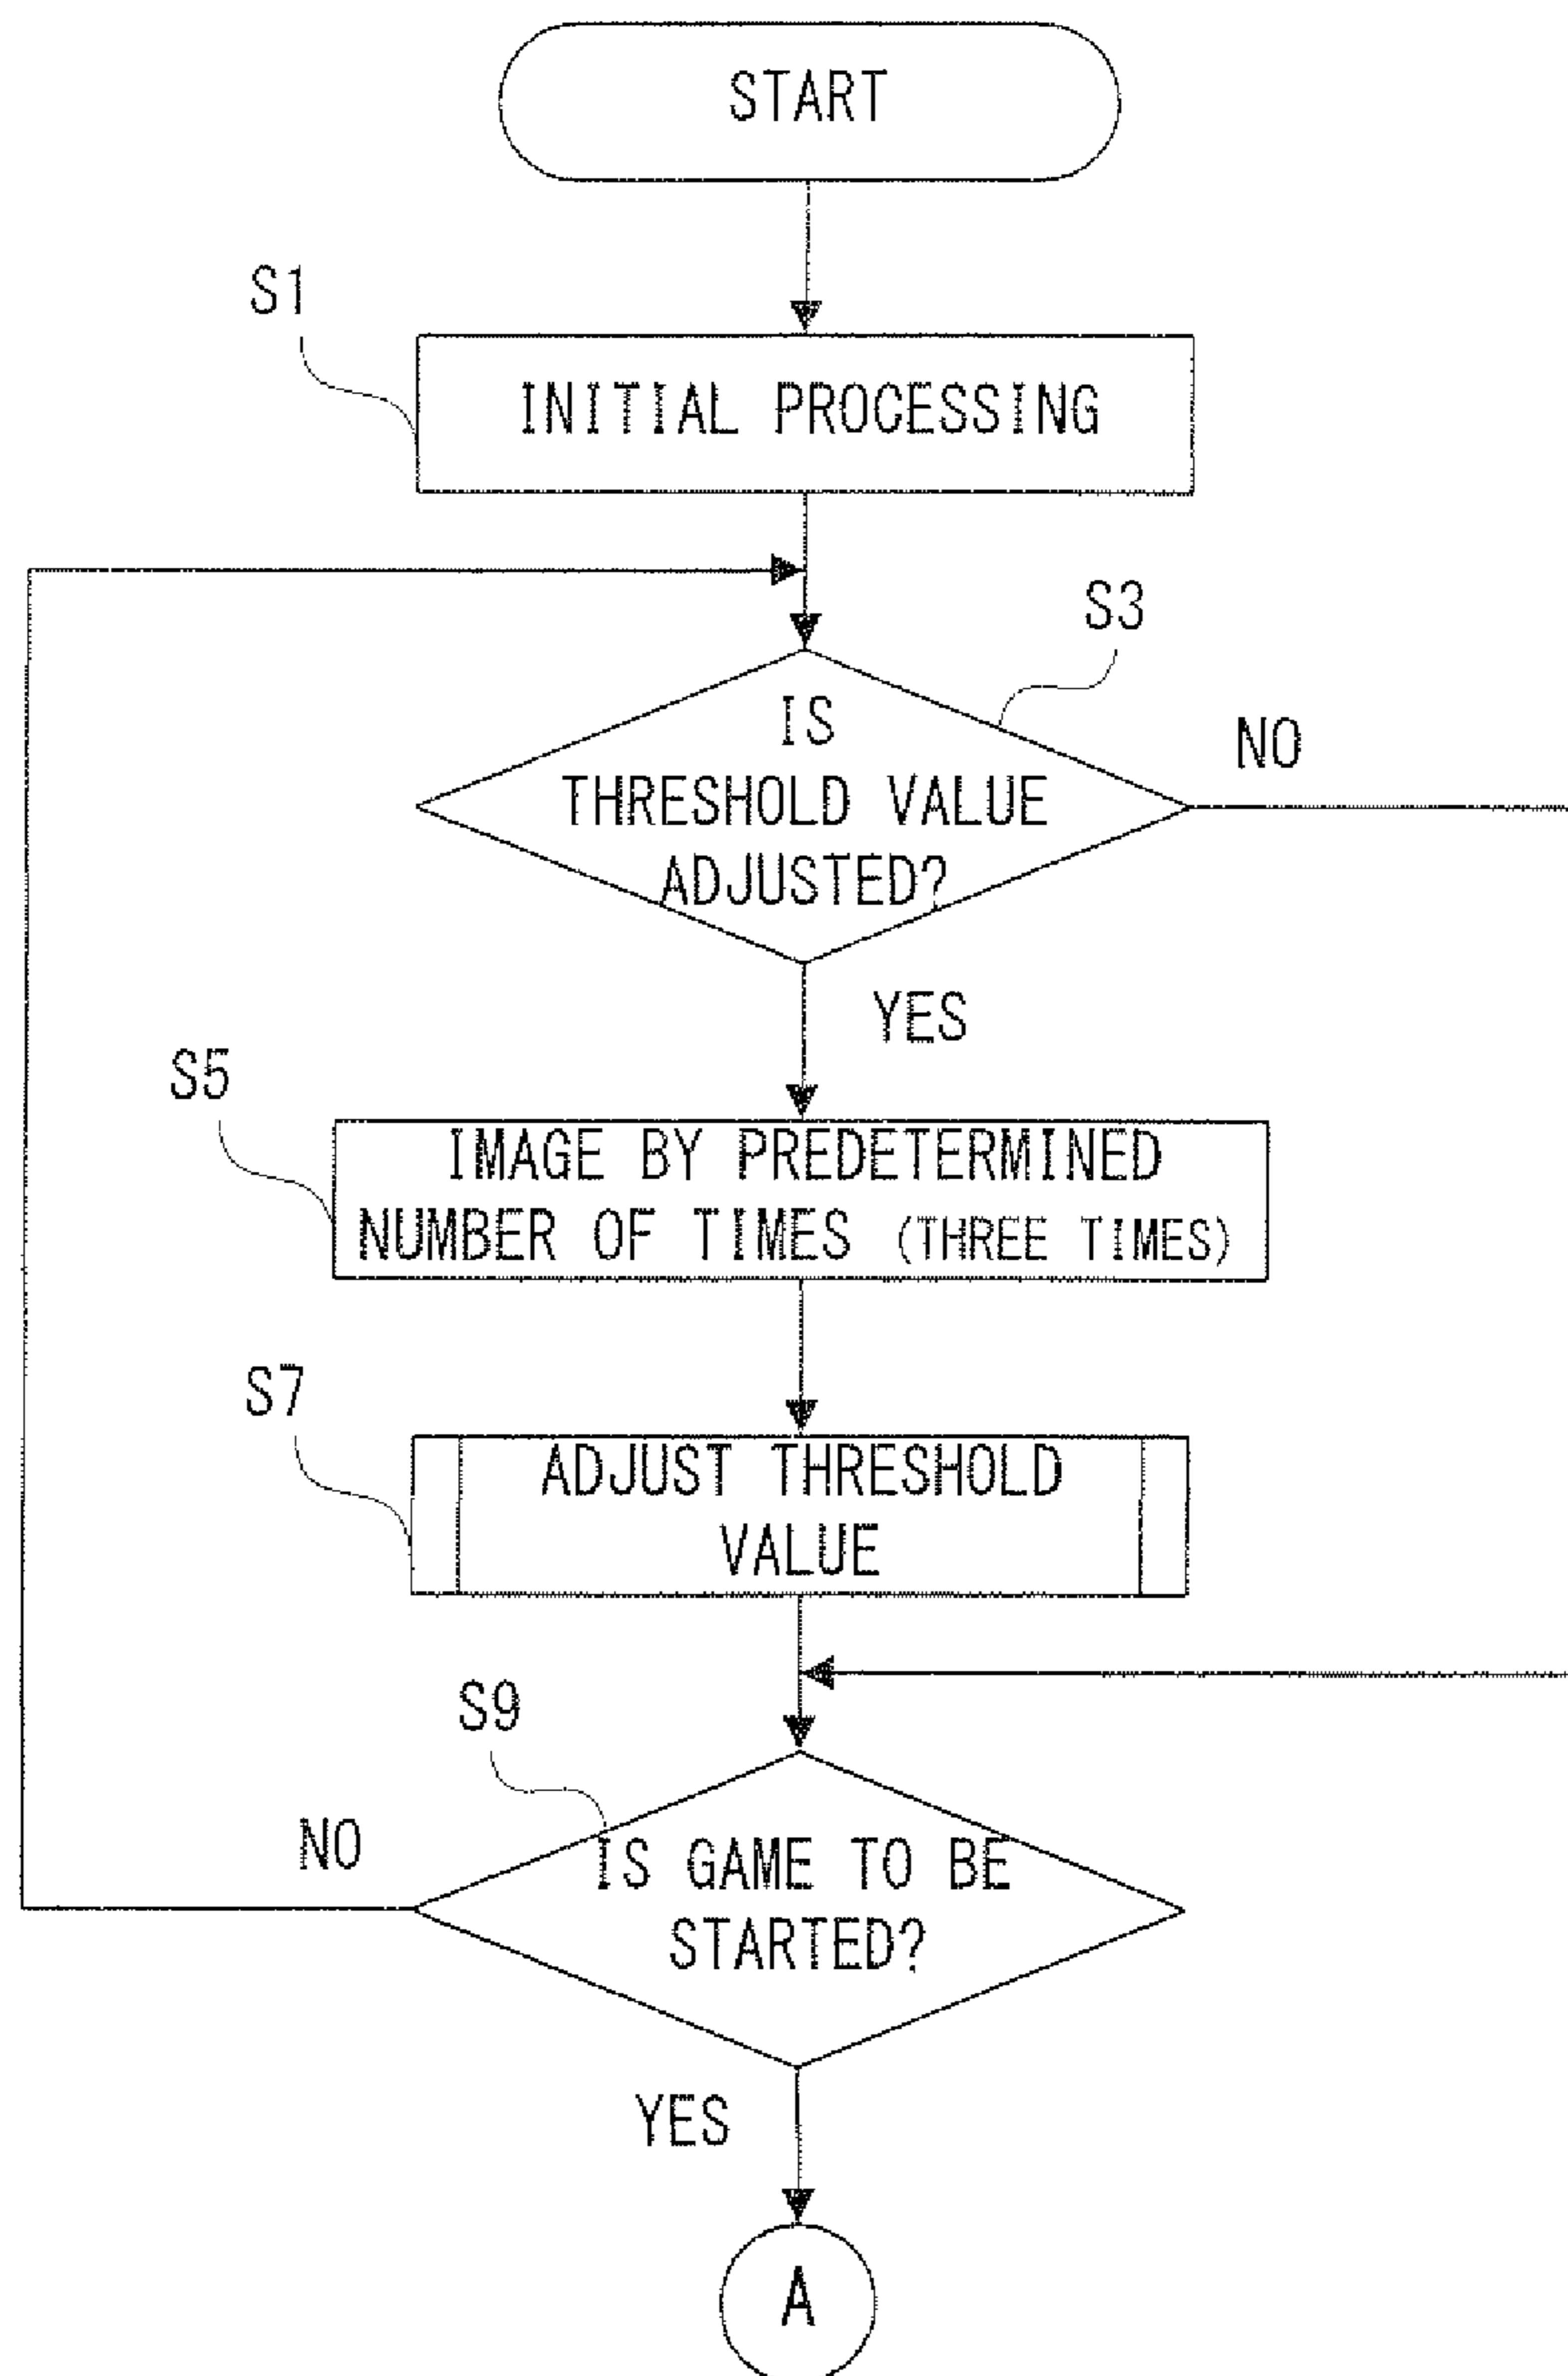 START
S1
INITIAL PROCESSING
S3
IS
THRESHOLD VALUE
ADJUSTED?
NO
YES
S5
IMAGE BY PREDETERMINED
NUMBER OF TIMES (THREE TIMES)
S7
ADJUST THRESHOLD
VALUE
S9
NO
IS GAME TO BE
STARTED?
YES
A